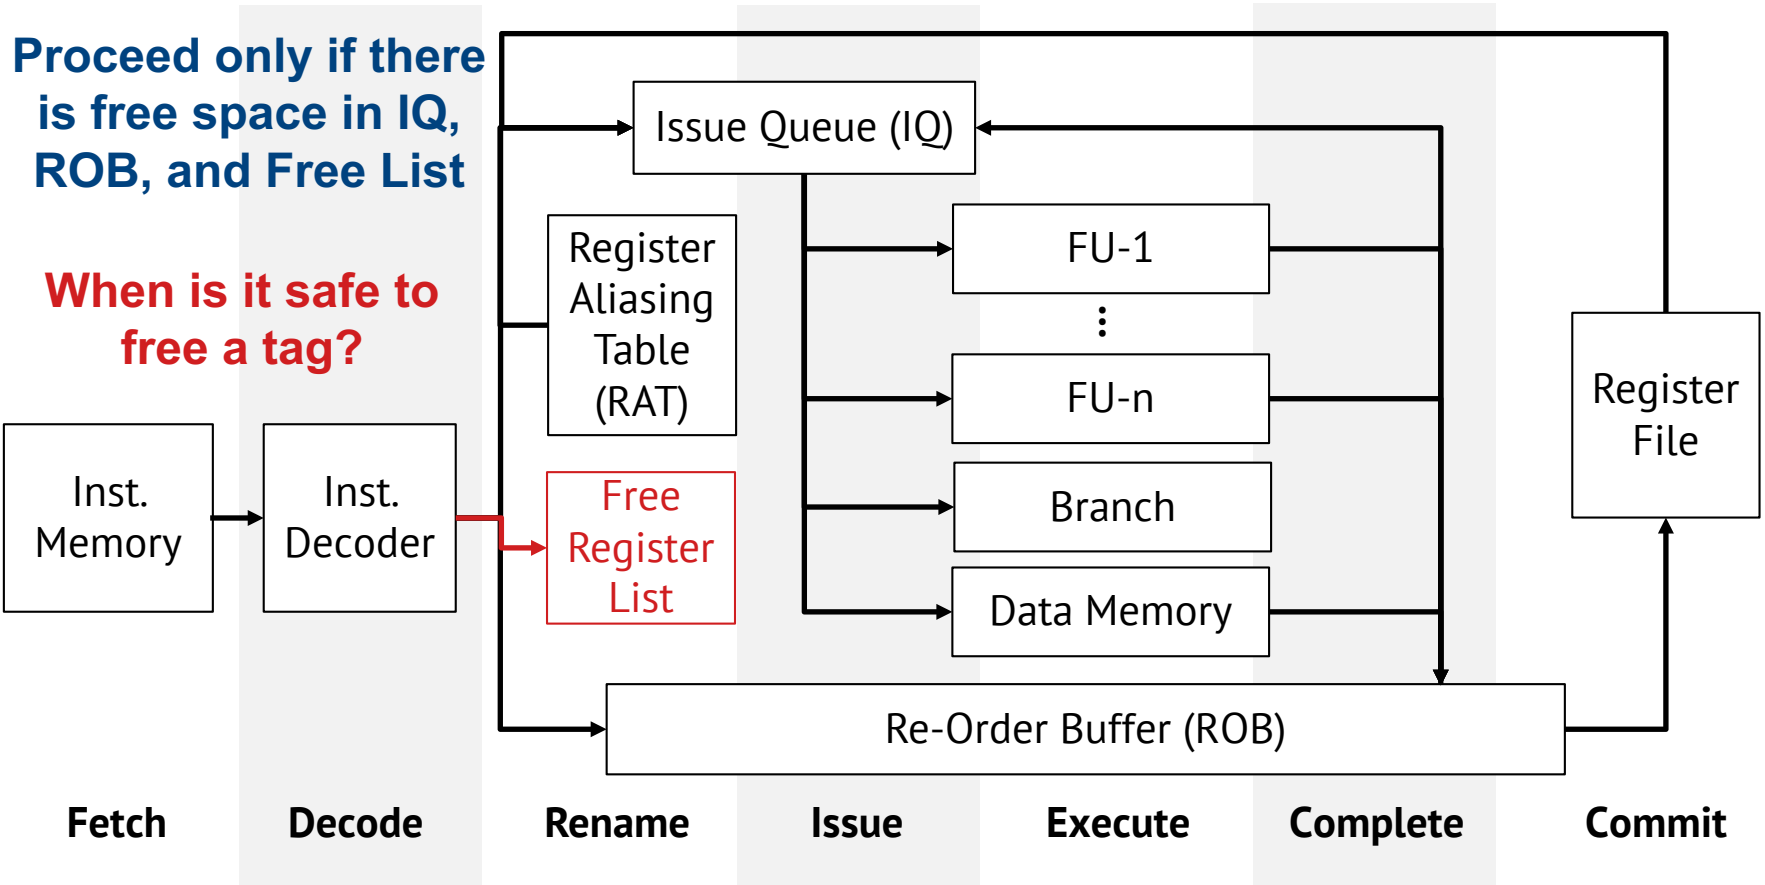 Proceed only if there
is free space in IQ,
ROB, and Free List
When is it safe to
free a tag?
Inst.
Memory
Inst.
Decoder
Issue Queue (IQ)
Register
Aliasing
Table
(RAT)
Free
Register
List
FU-1
⋮
FU-n
Branch
Data Memory
Re-Order Buffer (ROB)
Register
File
Fetch
Decode
Rename
Issue
Execute
Complete
Commit